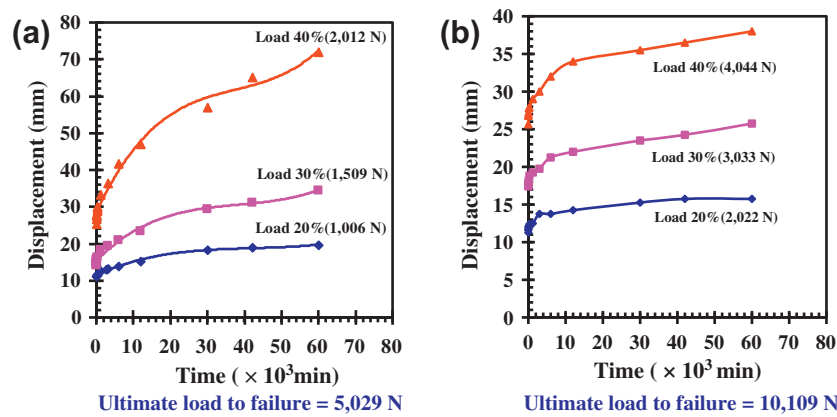 (a)
Displacement (mm)
80
70
60
50
40
30
20
10
0
Load 40%(2,012 N)
Load 30%(1,509 N)
Load 20%(1,006 N)
0 10 20 30 40 50 60 70 80
Time ( × 10³min)
Ultimate load to failure = 5,029 N
(b)
Displacement (mm)
40
35
30
25
20
15
10
5
0
Load 40%(4,044 N)
Load 30%(3,033 N)
Load 20%(2,022 N)
0 10 20 30 40 50 60 70 80
Time ( × 10³min)
Ultimate load to failure = 10,109 N